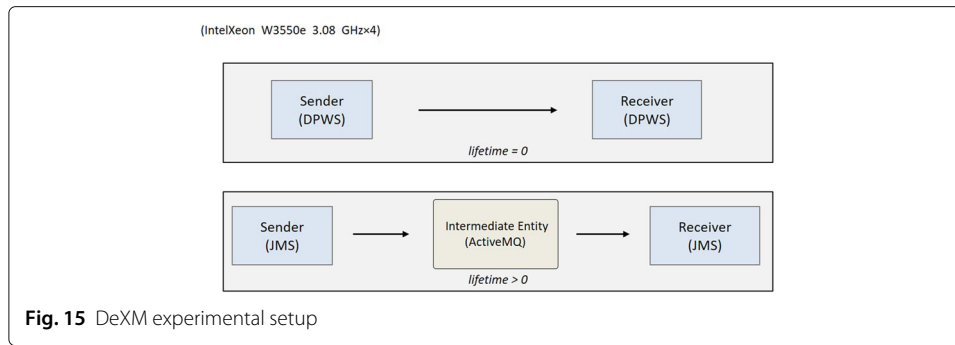 (IntelXeon W3550e 3.08 GHz×4)
Sender
(DPWS)
Receiver
(DPWS)
lifetime = 0
Sender
(JMS)
Intermediate Entity
(ActiveMQ)
Receiver
(JMS)
lifetime > 0
Fig. 15 DeXM experimental setup